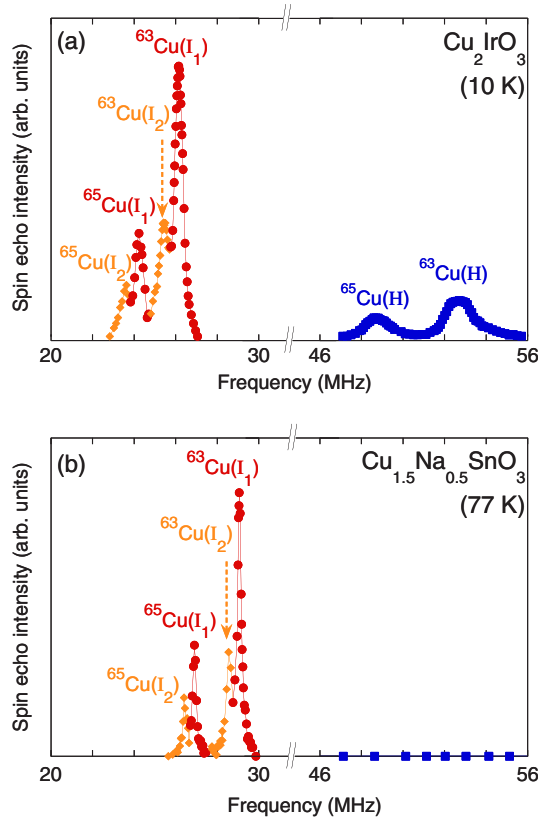 (a)
⁶³Cu(I₁)
Cu₂IrO₃
(10 K)
⁶³Cu(I₂)
⁶⁵Cu(I₁)
⁶⁵Cu(I₂)
⁶⁵Cu(H)
⁶³Cu(H)
Spin echo intensity (arb. units)
20
30
46
56
Frequency (MHz)
(b)
⁶³Cu(I₁)
Cu₁.₅Na₀.₅SnO₃
(77 K)
⁶³Cu(I₂)
⁶⁵Cu(I₁)
⁶⁵Cu(I₂)
Spin echo intensity (arb. units)
20
30
46
56
Frequency (MHz)